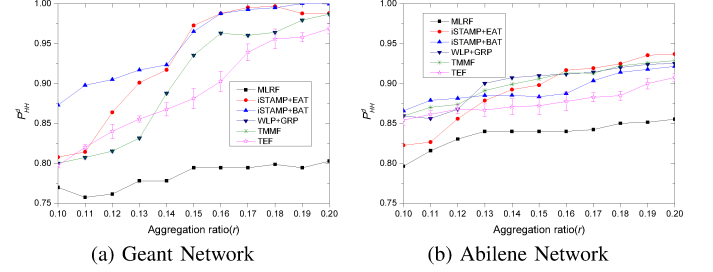 1.00
0.95
0.90
0.85
0.80
0.75
P^d_HH
MLRF
iSTAMP+EAT
iSTAMP+BAT
WLP+GRP
TMMF
TEF
0.10 0.11 0.12 0.13 0.14 0.15 0.16 0.17 0.18 0.19 0.20
Aggregation ratio(r)
(a) Geant Network
1.00
0.95
0.90
0.85
0.80
0.75
P^d_HH
MLRF
iSTAMP+EAT
iSTAMP+BAT
WLP+GRP
TMMF
TEF
0.10 0.11 0.12 0.13 0.14 0.15 0.16 0.17 0.18 0.19 0.20
Aggregation ratio(r)
(b) Abilene Network